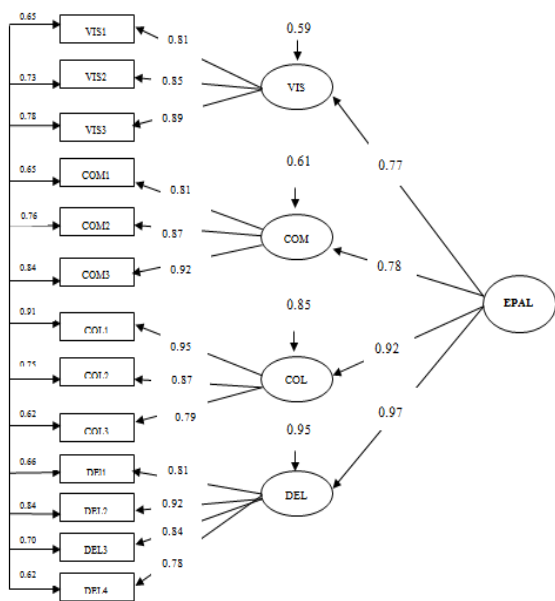 0.65
VIS1
0.81
0.59
0.73
VIS2
0.85
VIS
0.78
VIS3
0.89
0.77
0.65
COM1
0.81
0.61
0.76
COM2
0.87
COM
0.78
0.84
COM3
0.92
EPAL
0.91
COL1
0.95
0.85
0.75
COL2
0.87
COL
0.92
0.62
COL3
0.79
0.97
0.66
DEl1
0.81
0.95
0.84
DEL2
0.92
DEL
0.70
DEL3
0.84
0.62
DEL4
0.78